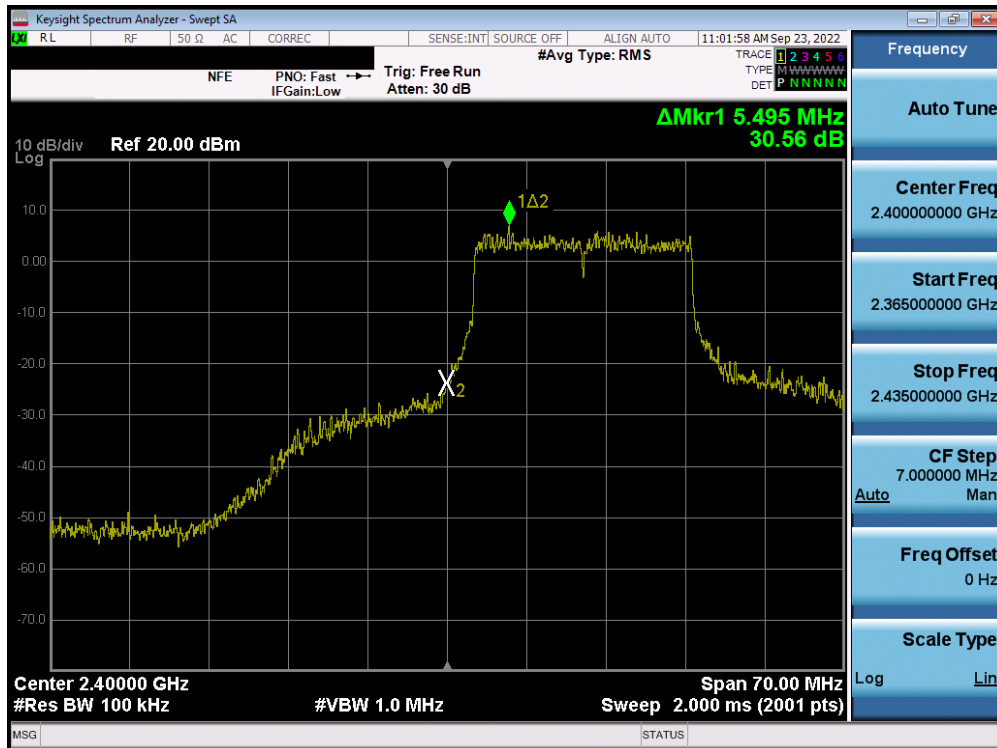 Keysight Spectrum Analyzer - Swept SA
LXI RL RF 50 Ω AC CORREC SENSE:INT SOURCE OFF ALIGN AUTO 11:01:58 AM Sep 23, 2022
#Avg Type: RMS
TRACE 1 2 3 4 5 6
TYPE M W W W W W
DET P N N N N N
NFE
PNO: Fast
IFGain:Low
Trig: Free Run
Atten: 30 dB
ΔMkr1 5.495 MHz
30.56 dB
10 dB/div
Log
Ref 20.00 dBm
10.0
0.00
-10.0
-20.0
-30.0
-40.0
-50.0
-60.0
-70.0
1Δ2
X2
Center 2.40000 GHz
Span 70.00 MHz
#Res BW 100 kHz
#VBW 1.0 MHz
Sweep 2.000 ms (2001 pts)
MSG
STATUS
Frequency
Auto Tune
Center Freq
2.400000000 GHz
Start Freq
2.365000000 GHz
Stop Freq
2.435000000 GHz
CF Step
7.000000 MHz
Auto Man
Freq Offset
0 Hz
Scale Type
Log Lin